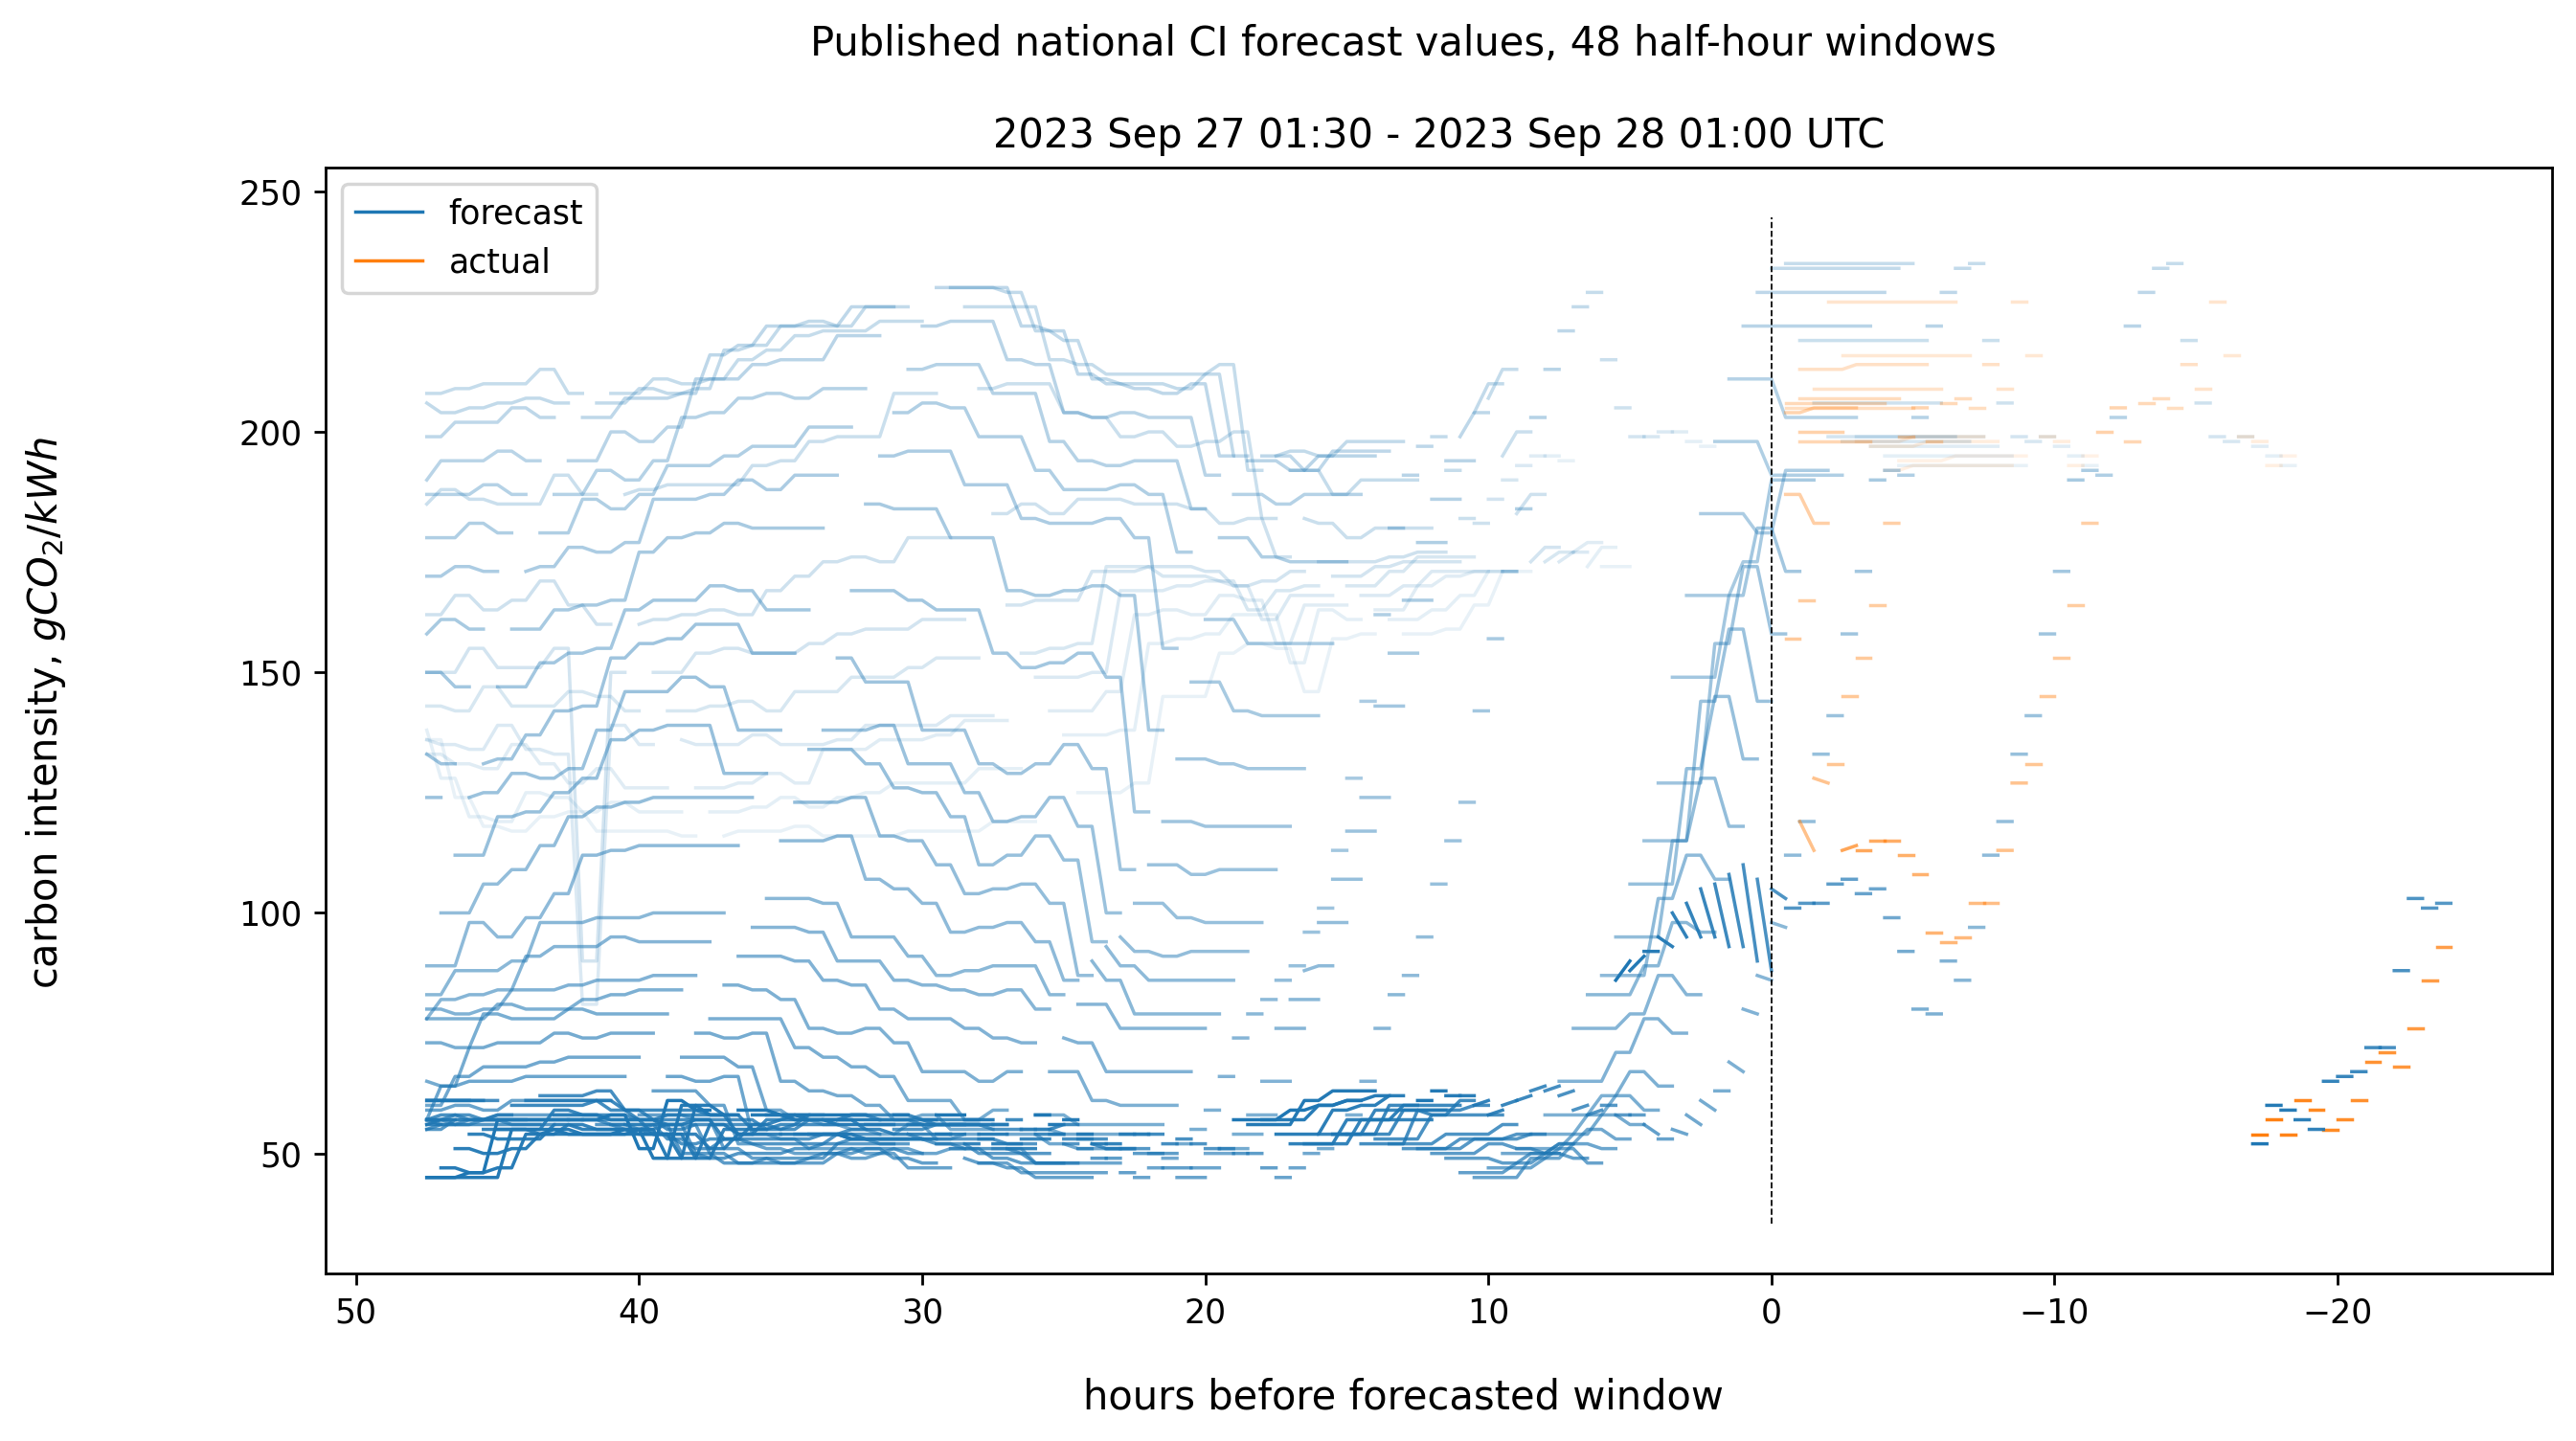 Published national CI forecast values, 48 half-hour windows
2023 Sep 27 01:30 - 2023 Sep 28 01:00 UTC
forecast
actual
carbon intensity, gCO₂/kWh
250
200
150
100
50
50 40 30 20 10 0 −10 −20
hours before forecasted window